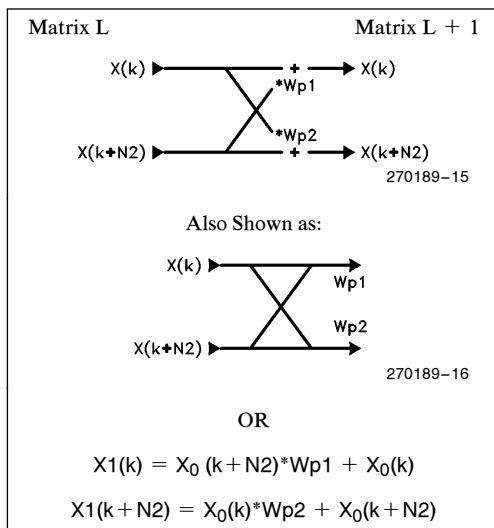 Matrix L Matrix L + 1
X(k) + X(k)
*Wp1
*Wp2
X(k+N2) + X(k+N2)
270189–15
Also Shown as:
X(k)
Wp1
Wp2
X(k+N2)
270189–16
OR
X1(k) = X₀ (k+N2)*Wp1 + X₀(k)
X1(k+N2) = X₀(k)*Wp2 + X₀(k+N2)